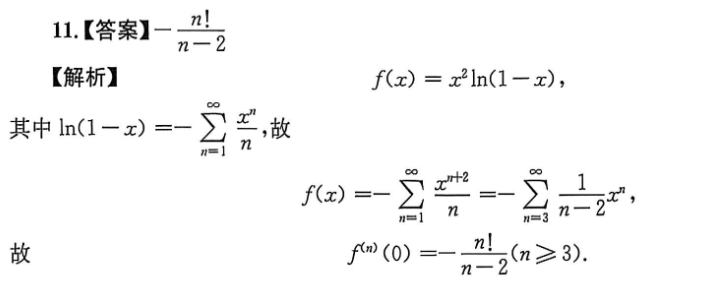 11.【答案】$-\frac{n!}{n-2}$
【解析】 $f(x)=x^2\ln(1-x),$
其中 $\ln(1-x)=-\sum_{n=1}^{\infty}\frac{x^n}{n}$,故
$f(x)=-\sum_{n=1}^{\infty}\frac{x^{n+2}}{n}=-\sum_{n=3}^{\infty}\frac{1}{n-2}x^n,$
故 $f^{(n)}(0)=-\frac{n!}{n-2}(n\geqslant 3).$